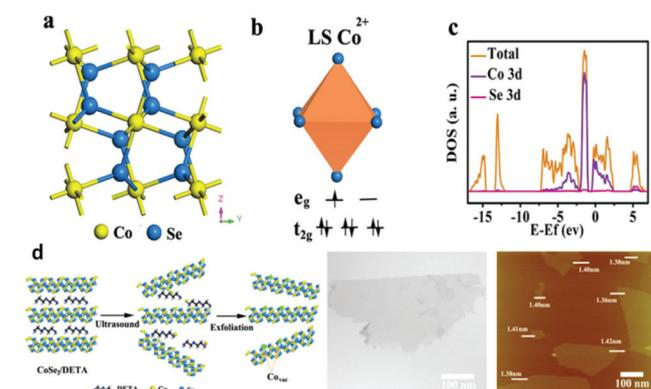 a
b
c
LS Co2+
Total
Co 3d
Se 3d
DOS (a. u.)
-15 -10 -5 0 5
E-Ef (ev)
eg
t2g
Z
Y
Co Se
d
Ultrasound
Exfoliation
CoSe2/DETA
Covac
DETA
100 nm
1.38nm
1.40nm
1.36nm
1.40nm
1.41nm
1.42nm
1.38nm
100 nm